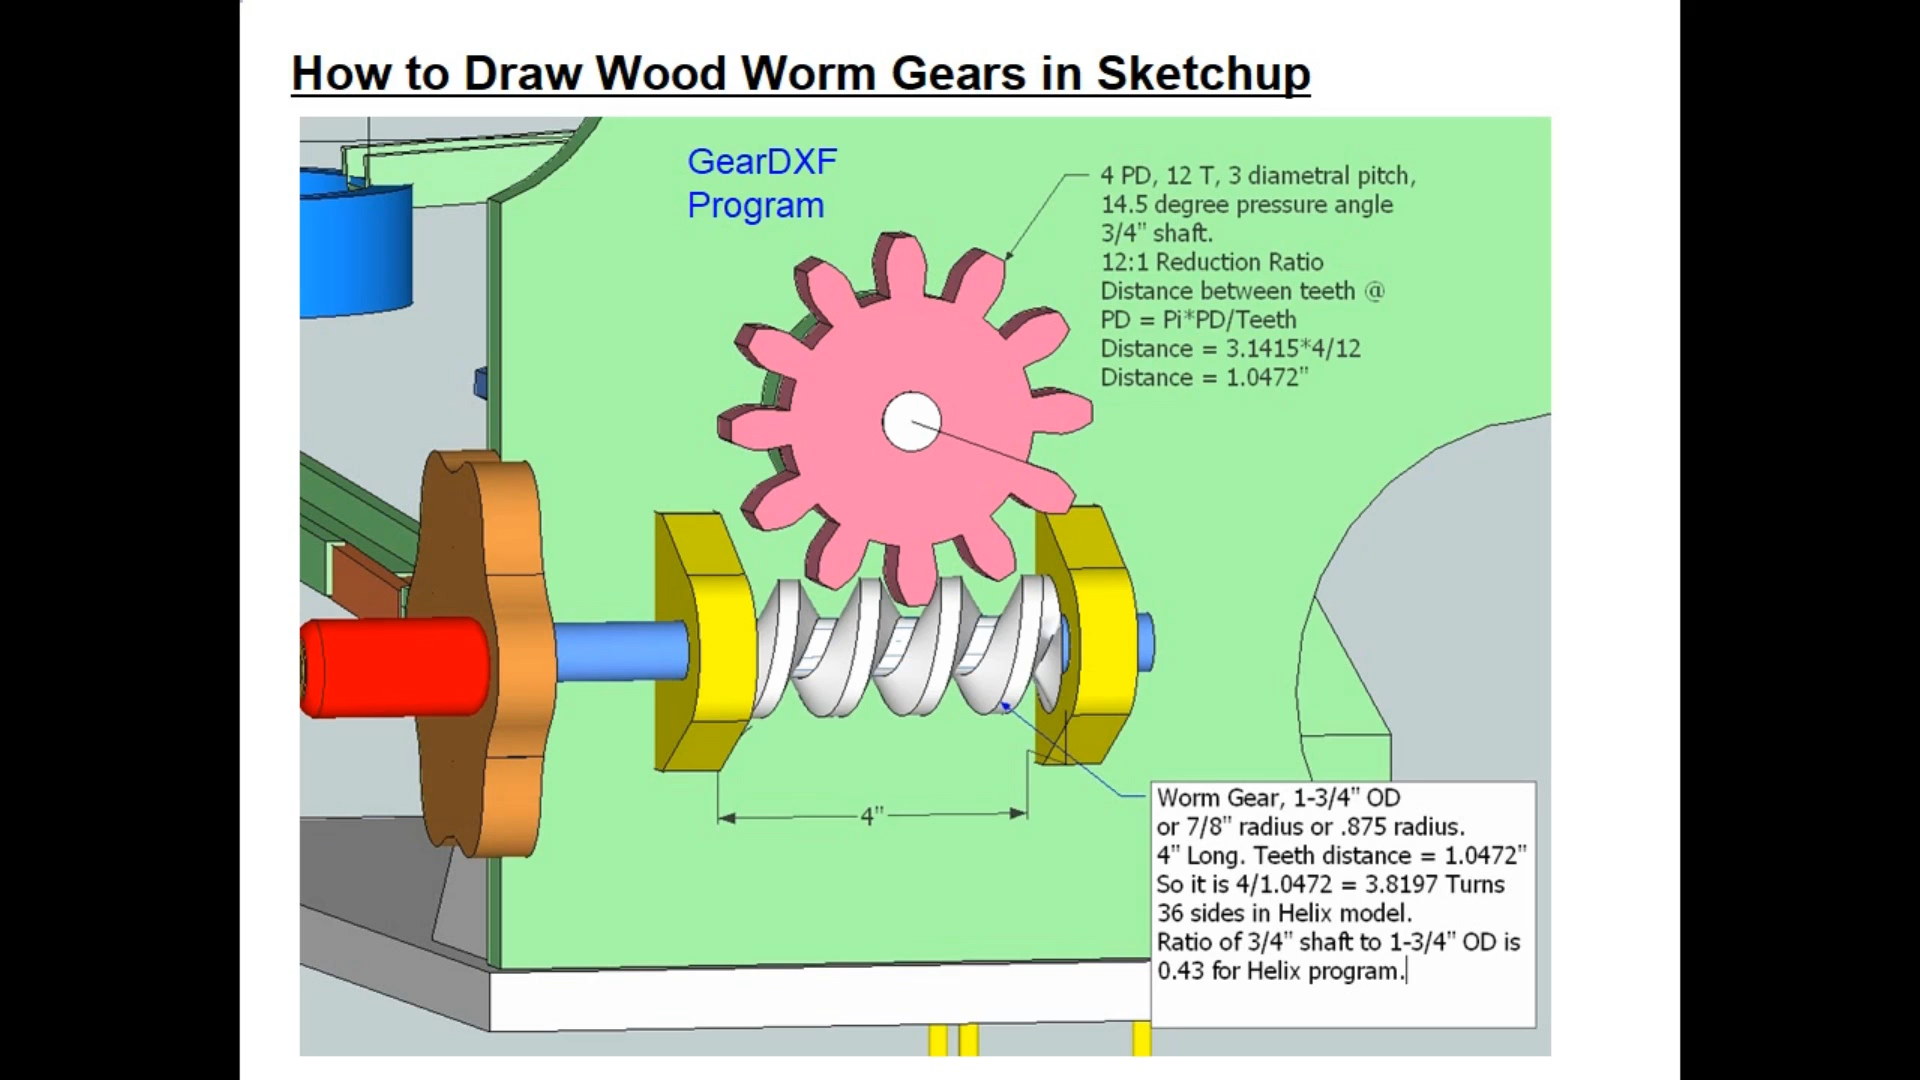 How to Draw Wood Worm Gears in Sketchup
GearDXF
Program
4 PD, 12 T, 3 diametral pitch,
14.5 degree pressure angle
3/4" shaft.
12:1 Reduction Ratio
Distance between teeth @
PD = Pi*PD/Teeth
Distance = 3.1415*4/12
Distance = 1.0472"
4"
Worm Gear, 1-3/4" OD
or 7/8" radius or .875 radius.
4" Long. Teeth distance = 1.0472"
So it is 4/1.0472 = 3.8197 Turns
36 sides in Helix model.
Ratio of 3/4" shaft to 1-3/4" OD is
0.43 for Helix program.